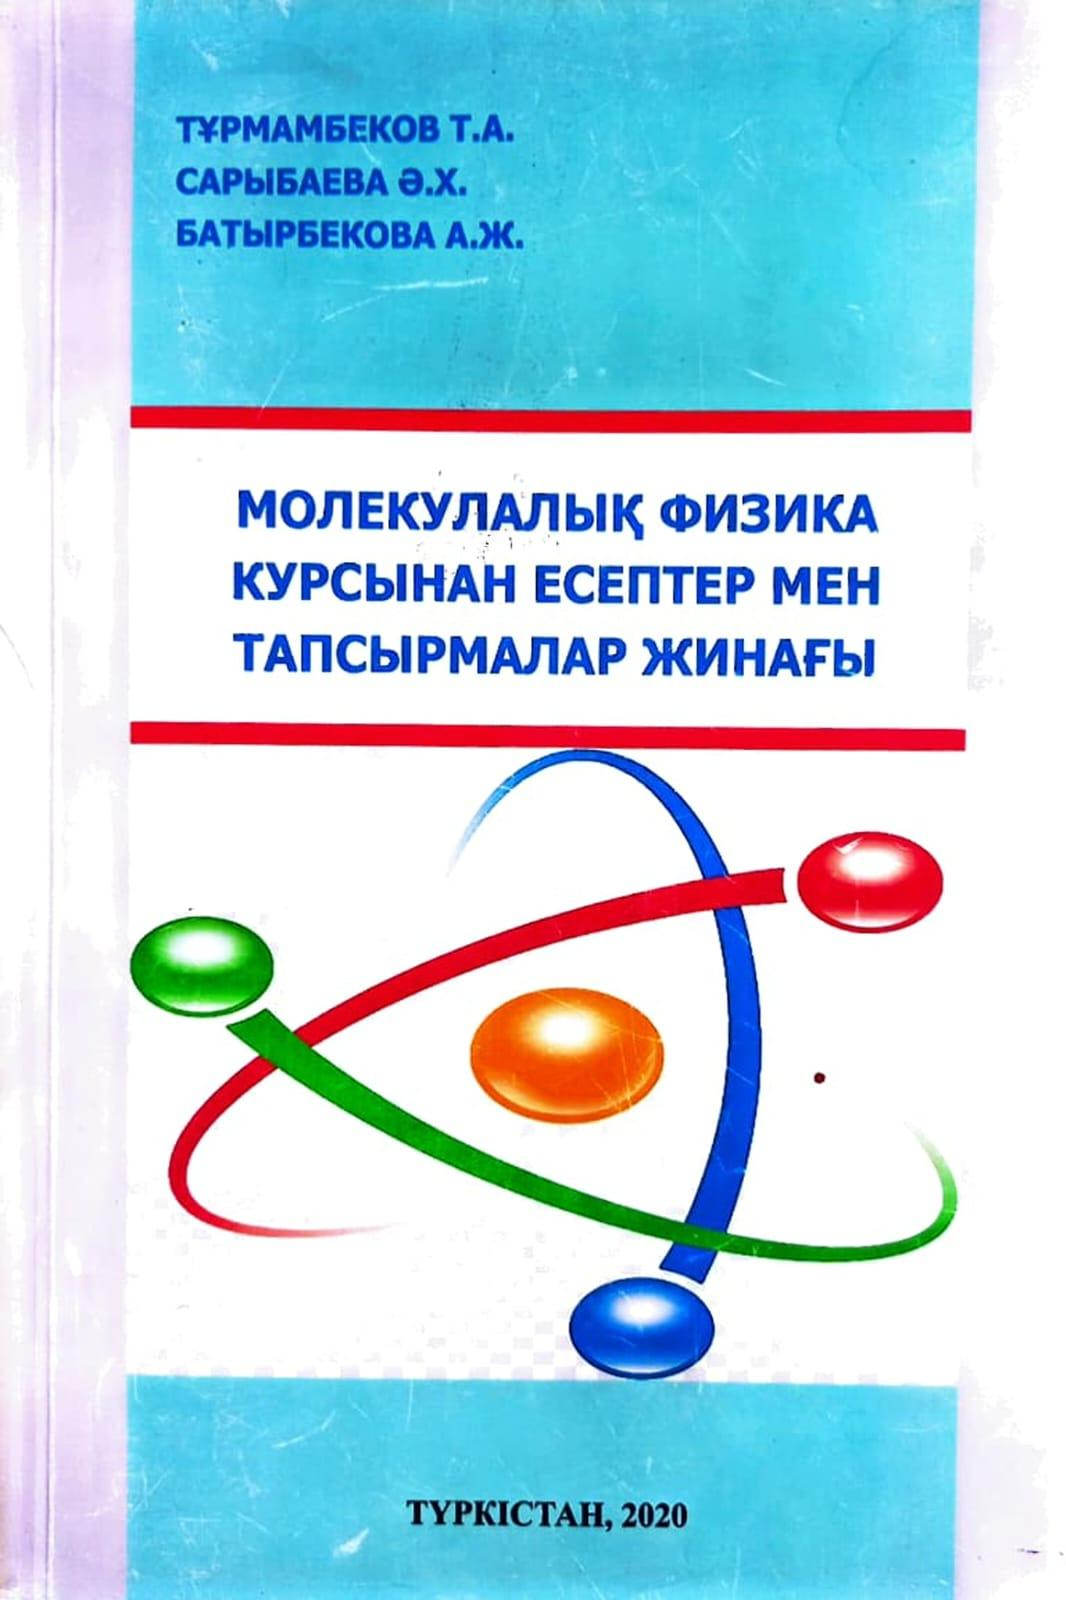 ТҰРМАМБЕКОВ Т.А.
САРЫБАЕВА Ә.Х.
БАТЫРБЕКОВА А.Ж.
МОЛЕКУЛАЛЫҚ ФИЗИКА
КУРСЫНАН ЕСЕПТЕР МЕН
ТАПСЫРМАЛАР ЖИНАҒЫ
ТҮРКІСТАН, 2020